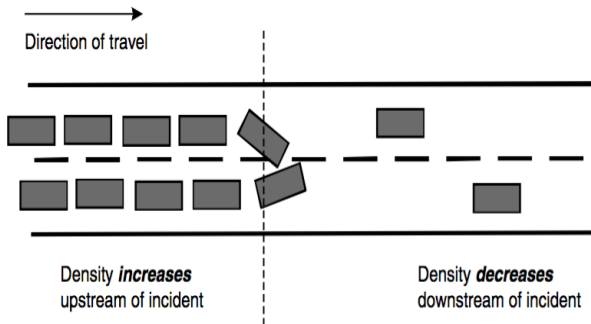 Direction of travel
Density increases
upstream of incident
Density decreases
downstream of incident